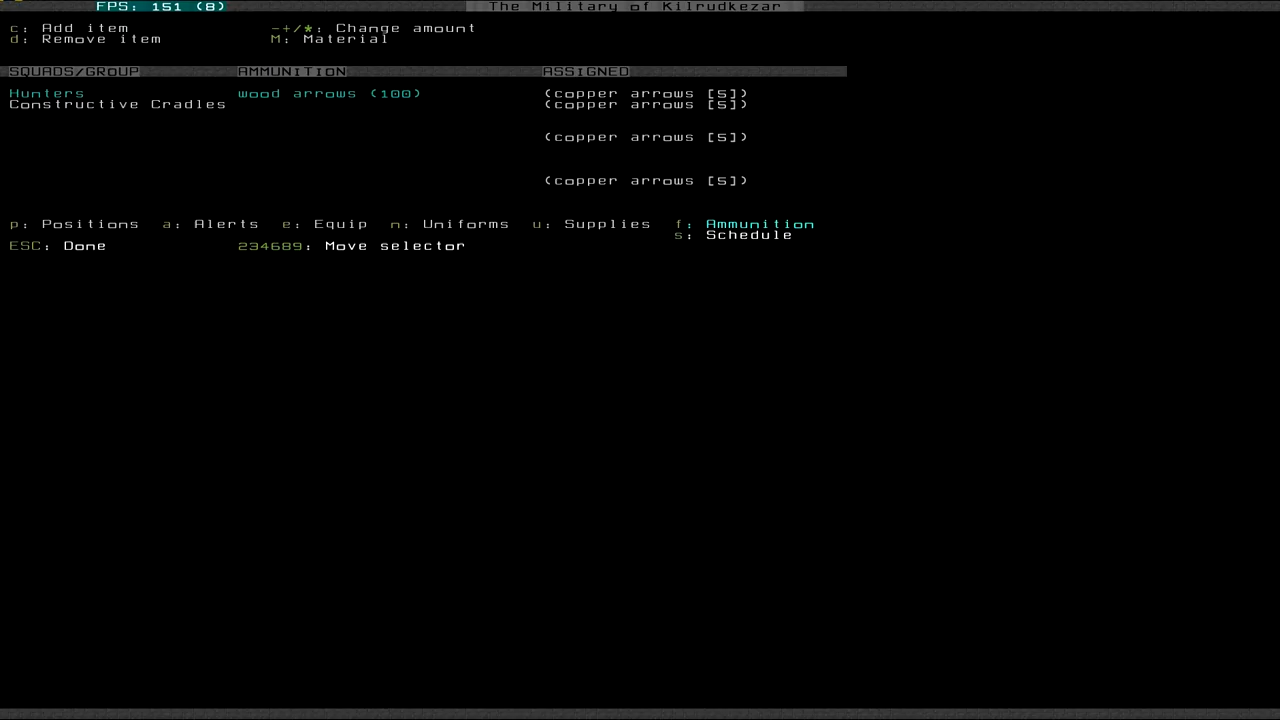 FPS: 151 (8) The Military of Kilrudkezar
c: Add item -+/*: Change amount
d: Remove item M: Material
SQUADS/GROUP AMMUNITION ASSIGNED
Hunters wood arrows (100) (copper arrows [5])
Constructive Cradles (copper arrows [5])
(copper arrows [5])
(copper arrows [5])
p: Positions a: Alerts e: Equip n: Uniforms u: Supplies f: Ammunition
s: Schedule
ESC: Done 234689: Move selector